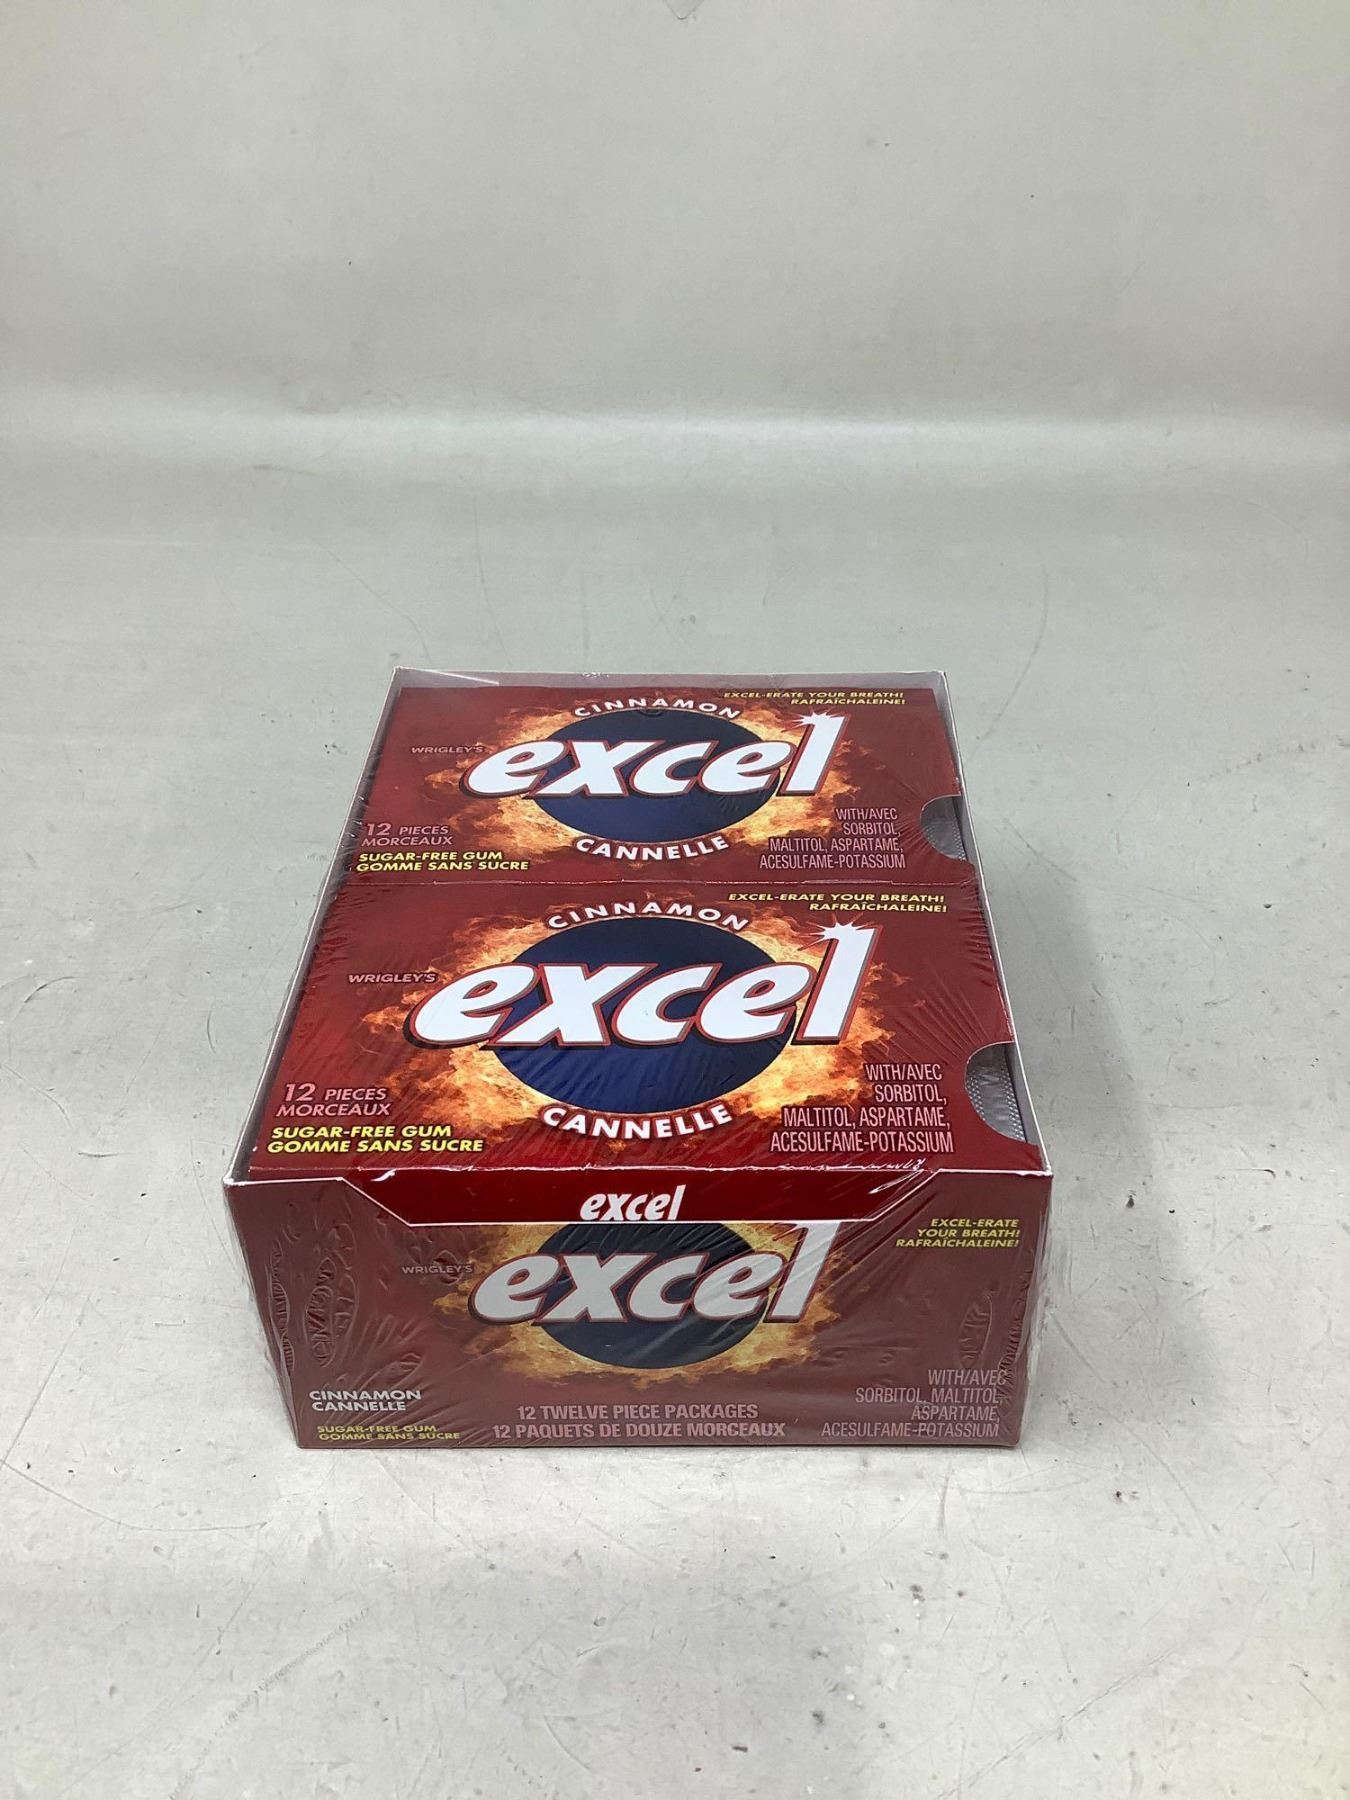 EXCEL-ERATE YOUR BREATH!
RAFRAÎCHALEINE!
CINNAMON
WRIGLEY'S
excel
CANNELLE
12 PIECES
MORCEAUX
SUGAR-FREE GUM
GOMME SANS SUCRE
WITH/AVEC
SORBITOL,
MALTITOL, ASPARTAME,
ACESULFAME-POTASSIUM
EXCEL-ERATE YOUR BREATH!
RAFRAÎCHALEINE!
CINNAMON
WRIGLEY'S
excel
CANNELLE
12 PIECES
MORCEAUX
SUGAR-FREE GUM
GOMME SANS SUCRE
WITH/AVEC
SORBITOL,
MALTITOL, ASPARTAME,
ACESULFAME-POTASSIUM
excel
EXCEL-ERATE
YOUR BREATH!
RAFRAÎCHALEINE!
WRIGLEY'S
excel
CINNAMON
CANNELLE
SUGAR-FREE GUM
GOMME SANS SUCRE
12 TWELVE PIECE PACKAGES
12 PAQUETS DE DOUZE MORCEAUX
WITH/AVEC
SORBITOL, MALTITOL,
ASPARTAME,
ACESULFAME-POTASSIUM